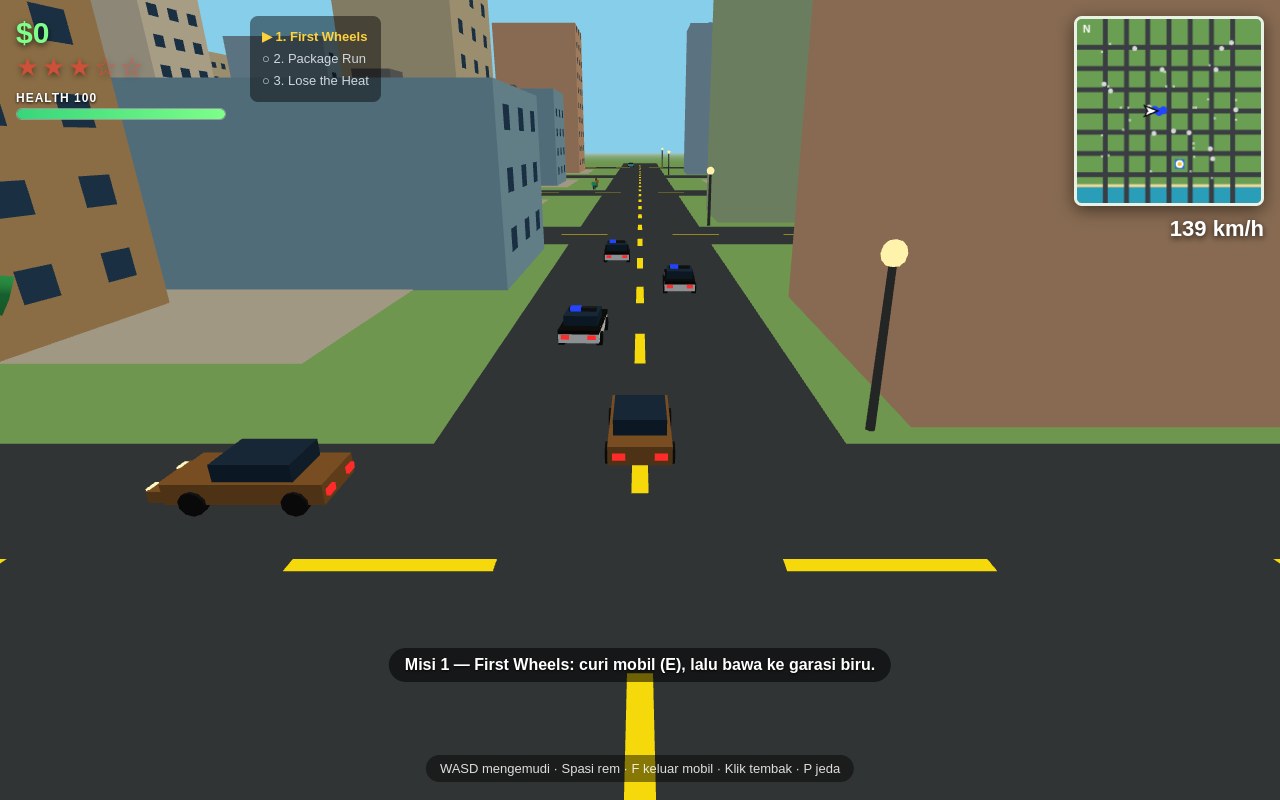 $0
★★★★★
HEALTH 100
▶ 1. First Wheels
○ 2. Package Run
○ 3. Lose the Heat
N
139 km/h
Misi 1 — First Wheels: curi mobil (E), lalu bawa ke garasi biru.
WASD mengemudi · Spasi rem · F keluar mobil · Klik tembak · P jeda